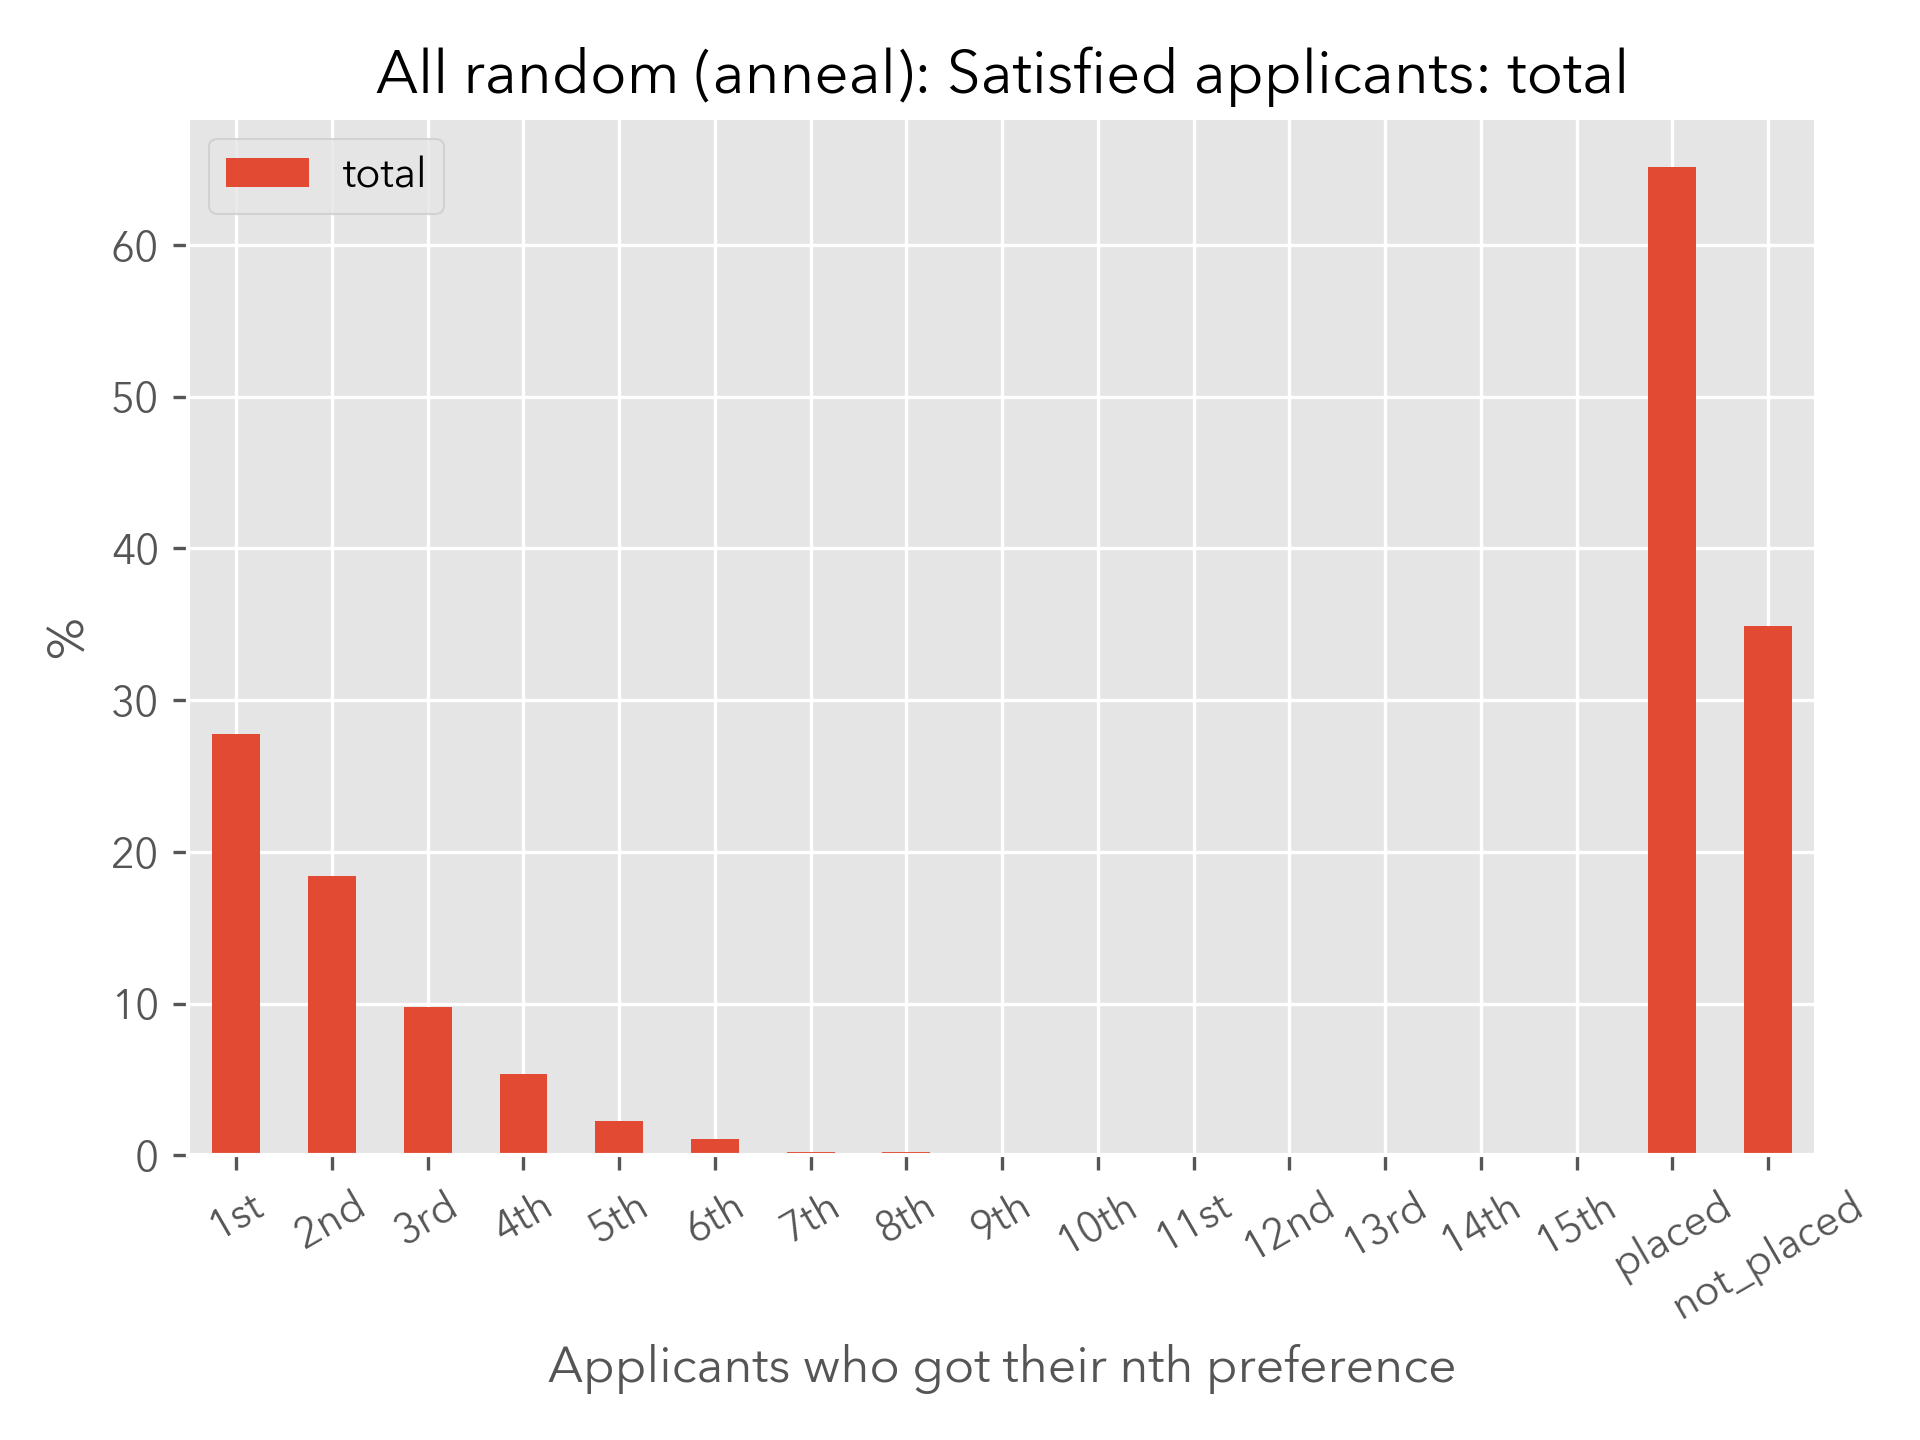 All random (anneal): Satisfied applicants: total
total
60
50
40
30
20
10
0
%
1st
2nd
3rd
4th
5th
6th
7th
8th
9th
10th
11st
12nd
13rd
14th
15th
placed
not_placed
Applicants who got their nth preference